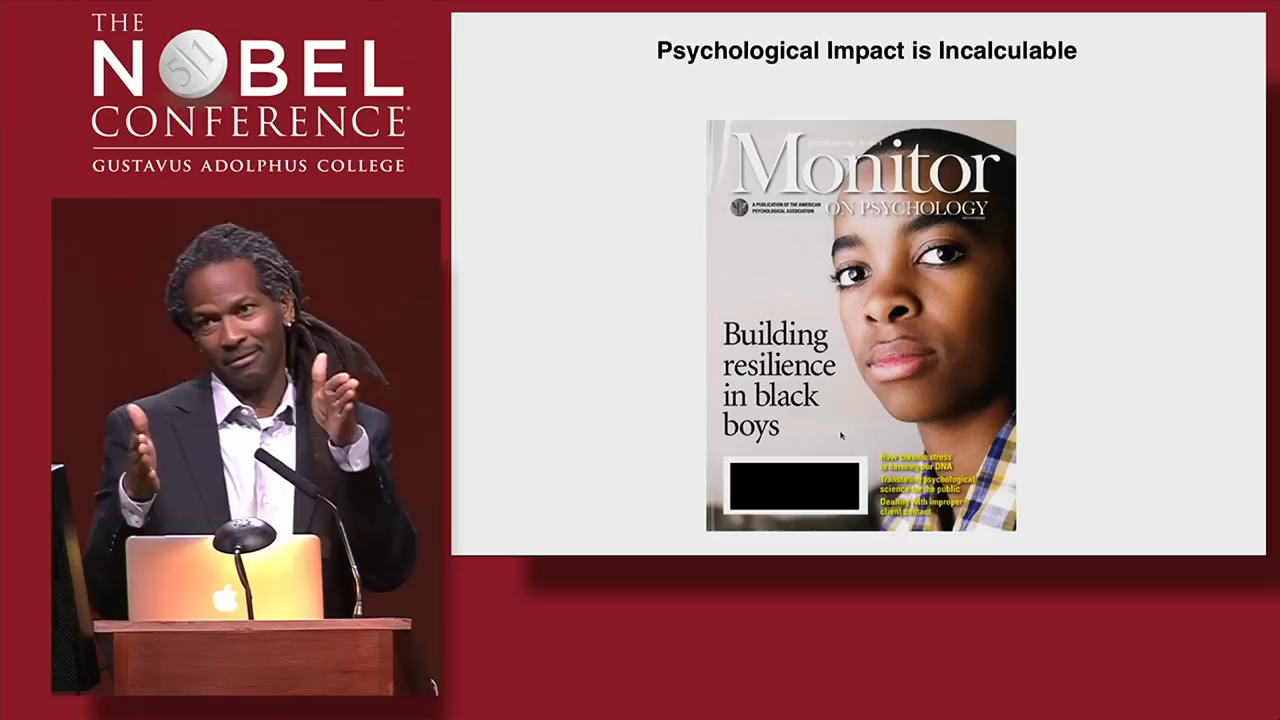 THE
NOBEL
51
CONFERENCE®
GUSTAVUS ADOLPHUS COLLEGE
Psychological Impact is Incalculable
Monitor
A PUBLICATION OF THE AMERICAN
PSYCHOLOGICAL ASSOCIATION
ON PSYCHOLOGY
Building
resilience
in black
boys
How chronic stress
is harming our DNA
Translating psychological
science for the public
Dealing with improper
client contact